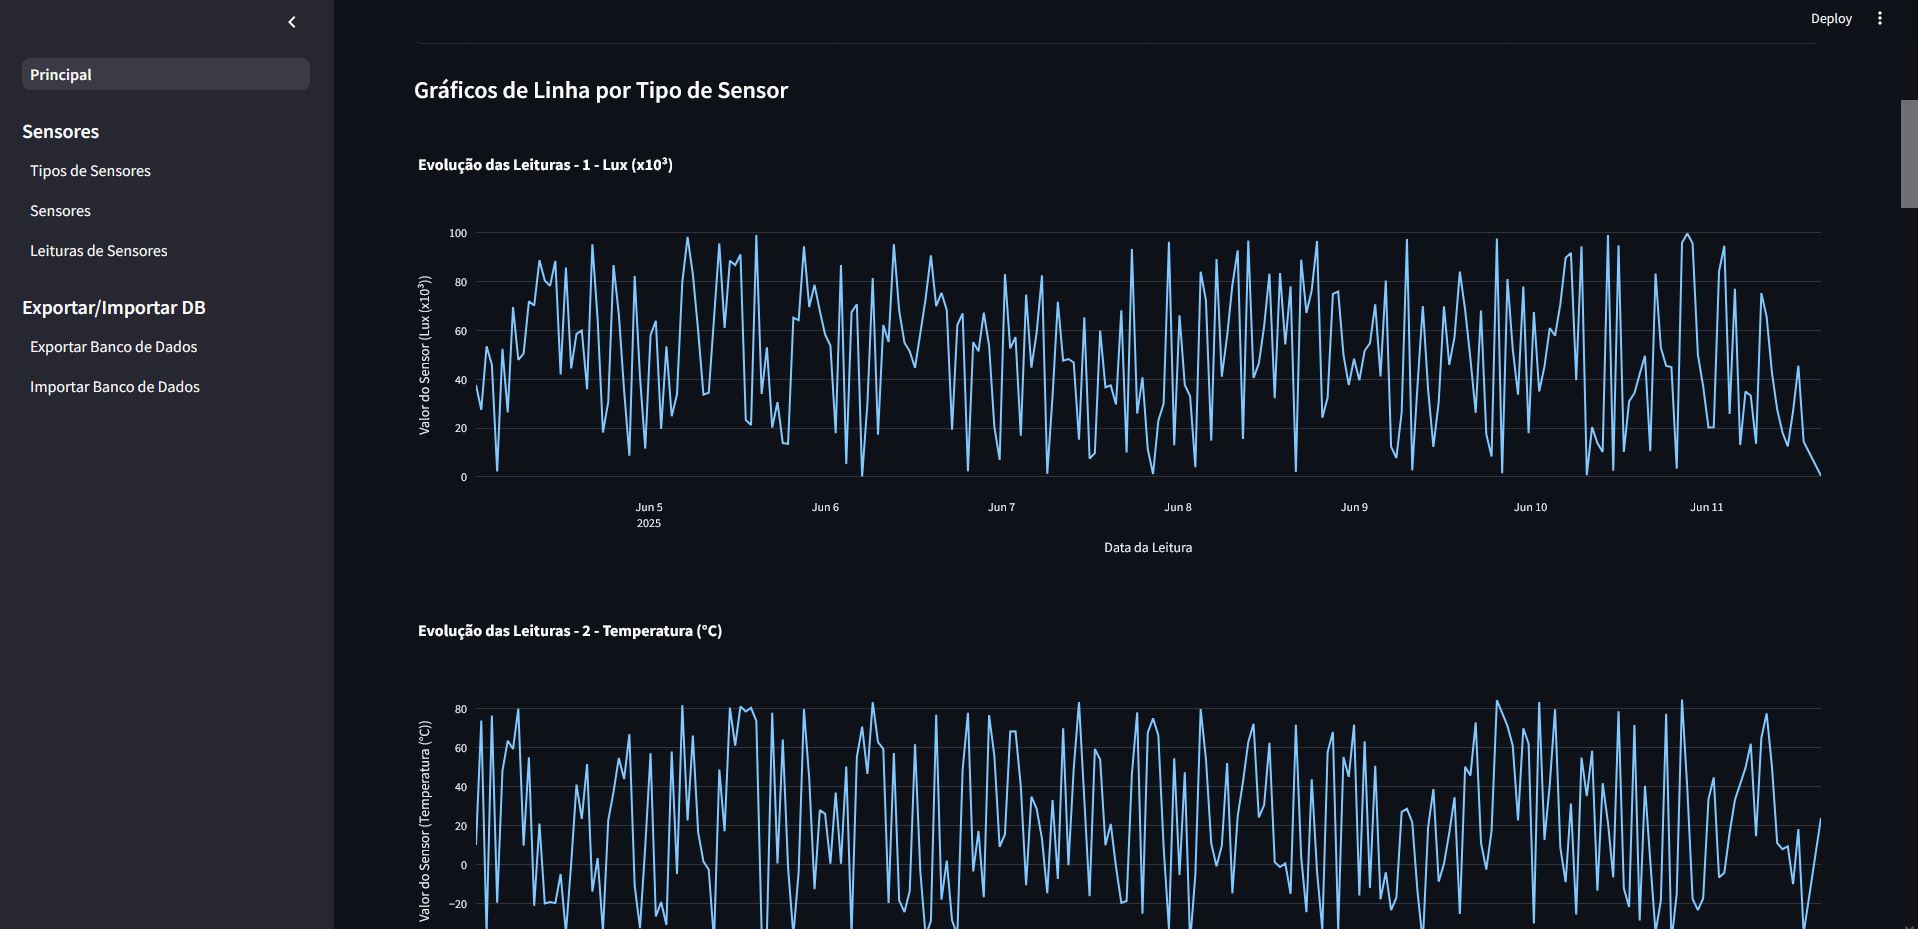 Deploy
Principal
Sensores
Tipos de Sensores
Sensores
Leituras de Sensores
Exportar/Importar DB
Exportar Banco de Dados
Importar Banco de Dados
Gráficos de Linha por Tipo de Sensor
Evolução das Leituras - 1 - Lux (x10³)
Valor do Sensor (Lux (x10³))
100
80
60
40
20
0
Jun 5
2025
Jun 6
Jun 7
Jun 8
Jun 9
Jun 10
Jun 11
Data da Leitura
Evolução das Leituras - 2 - Temperatura (°C)
Valor do Sensor (Temperatura (°C))
80
60
40
20
0
−20